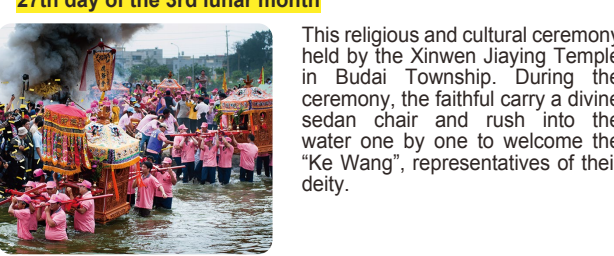 27th day of the 3rd lunar month
This religious and cultural ceremony
held by the Xinwen Jiaying Temple
in Budai Township. During the
ceremony, the faithful carry a divine
sedan chair and rush into the
water one by one to welcome the
“Ke Wang”, representatives of thei
deity.